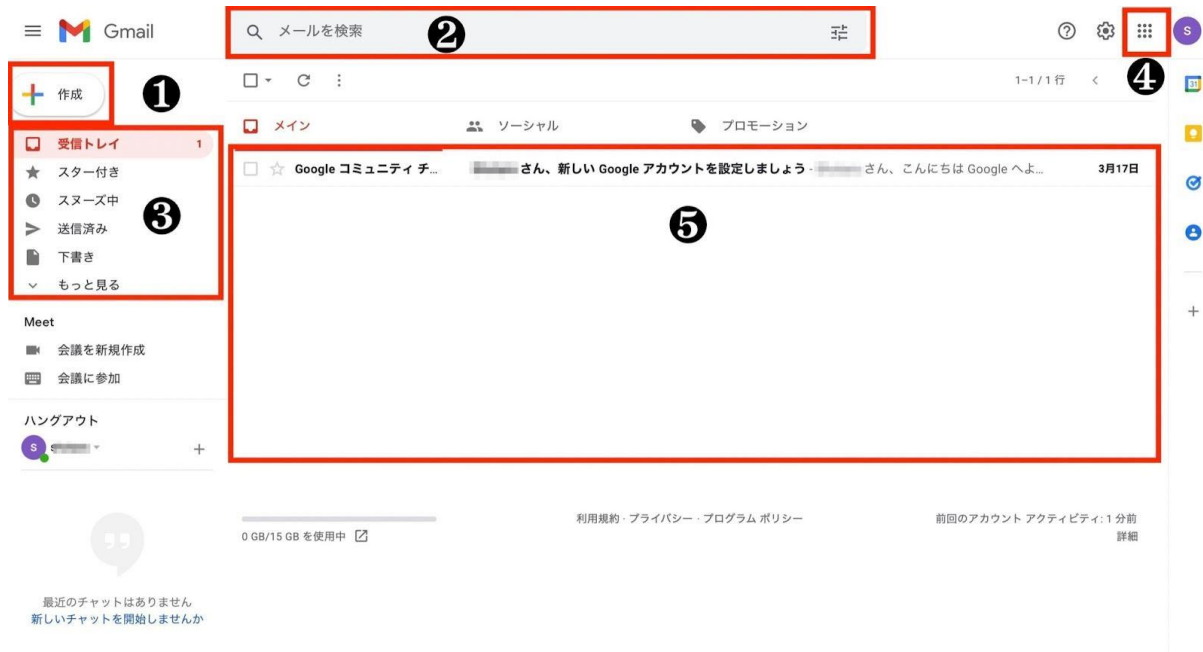 Gmail
メールを検索
❷
S
作成
❶
1-1/1 行
❹
31
メイン
ソーシャル
プロモーション
受信トレイ 1
スター付き
スヌーズ中
送信済み
下書き
もっと見る
❸
Google コミュニティ チ... さん、新しい Google アカウントを設定しましょう - さん、こんにちは Google へよ... 3月17日
❺
Meet
会議を新規作成
会議に参加
ハングアウト
S
0 GB/15 GB を使用中
利用規約 · プライバシー · プログラム ポリシー
前回のアカウント アクティビティ: 1 分前
詳細
最近のチャットはありません
新しいチャットを開始しませんか